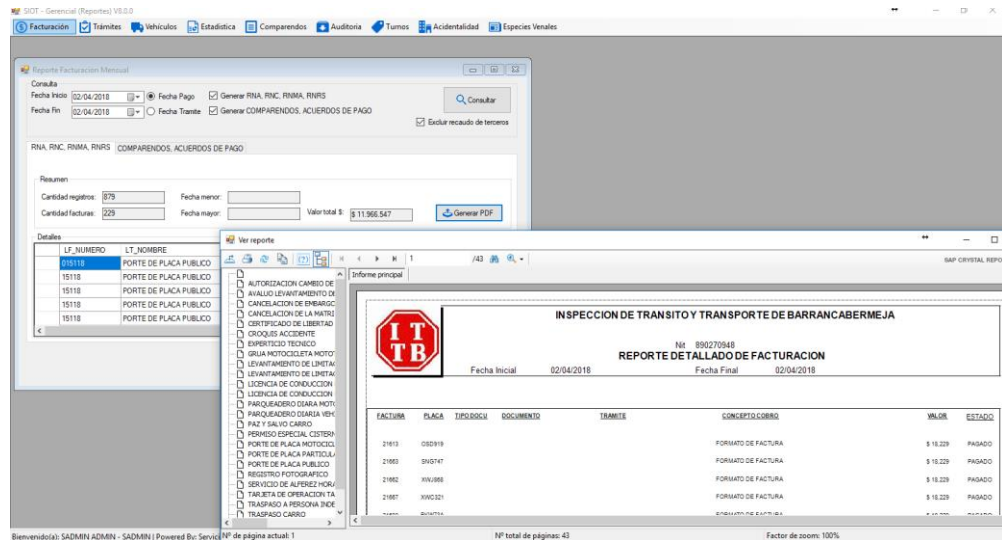 SIOT - Gerencial (Reportes) V8.0.0
Facturación Trámites Vehículos Estadistica Comparendos Auditoria Turnos Acidentalidad Especies Venales
Reporte Facturacion Mensual
Consulta
Fecha Inicio 02/04/2018 Fecha Pago Generar RNA, RNC, RNMA, RNRS
Consultar
Fecha Fin 02/04/2018 Fecha Tramite Generar COMPARENDOS, ACUERDOS DE PAGO
Excluir recaudo de terceros
RNA, RNC, RNMA, RNRS COMPARENDOS, ACUERDOS DE PAGO
Resumen
Cantidad registros: 879 Fecha menor:
Cantidad facturas: 229 Fecha mayor: Valor total $: $ 11.966.547 Generar PDF
Detalles
LF_NUMERO LT_NOMBRE
015118 PORTE DE PLACA PUBLICO
15118 PORTE DE PLACA PUBLICO
15118 PORTE DE PLACA PUBLICO
15118 PORTE DE PLACA PUBLICO
15118 PORTE DE PLACA PUBLICO
Ver reporte
1 /43 SAP CRYSTAL REPO
Informe principal
AUTORIZACION CAMBIO DE
AVALUO LEVANTAMIENTO DE
CANCELACION DE EMBARGO
CANCELACION DE LA MATRI
CERTIFICADO DE LIBERTAD
CROQUIS ACCIDENTE
EXPERTICIO TECNICO
GRUA MOTOCICLETA MOTO
LEVANTAMIENTO DE LIMITA
LEVANTAMIENTO DE LIMITA
LICENCIA DE CONDUCCION
LICENCIA DE CONDUCCION
PARQUEADERO DIARA MOTO
PARQUEADERO DIARIA VEH
PAZ Y SALVO CARRO
PERMISO ESPECIAL CISTERN
PORTE DE PLACA MOTOCICL
PORTE DE PLACA PARTICULA
PORTE DE PLACA PUBLICO
REGISTRO FOTOGRAFICO
SERVICIO DE ALFEREZ HORA
TARJETA DE OPERACION TA
TRASPASO A PERSONA INDE
TRASPASO CARRO
ITTB
INSPECCION DE TRANSITO Y TRANSPORTE DE BARRANCABERMEJA
Nit 890270948
REPORTE DETALLADO DE FACTURACION
Fecha Inicial 02/04/2018 Fecha Final 02/04/2018
FACTURA PLACA TIPO DOCU DOCUMENTO TRAMITE CONCEPTO COBRO VALOR ESTADO
21613 OSD919 FORMATO DE FACTURA $ 18.229 PAGADO
21663 SNG747 FORMATO DE FACTURA $ 18.229 PAGADO
21662 XWJ888 FORMATO DE FACTURA $ 18.229 PAGADO
21667 XWC321 FORMATO DE FACTURA $ 18.229 PAGADO
Bienvenido(a): SADMIN ADMIN - SADMIN | Powered By: Servic
Nº de página actual: 1 Nº total de páginas: 43 Factor de zoom: 100%